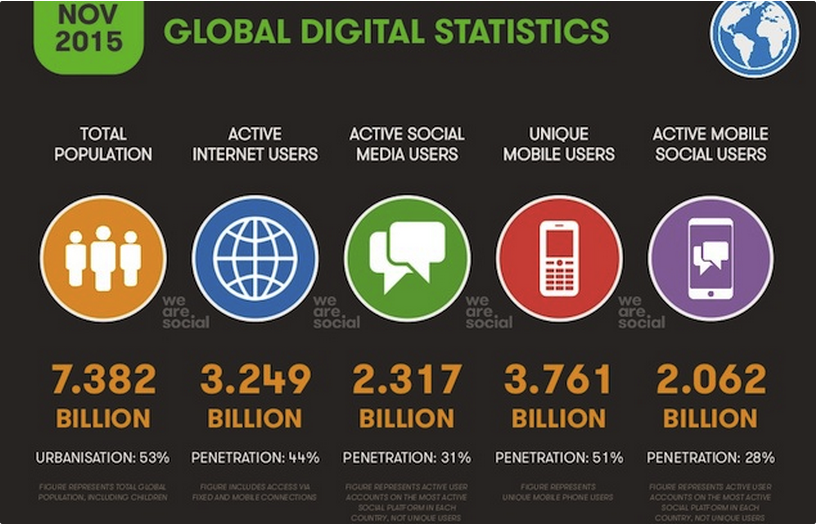 NOV
2015
GLOBAL DIGITAL STATISTICS
TOTAL
POPULATION
ACTIVE
INTERNET USERS
ACTIVE SOCIAL
MEDIA USERS
UNIQUE
MOBILE USERS
ACTIVE MOBILE
SOCIAL USERS
we
are
social
we
are
social
we
are
social
we
are
social
7.382
BILLION
URBANISATION: 53%
FIGURE REPRESENTS TOTAL GLOBAL
POPULATION, INCLUDING CHILDREN
3.249
BILLION
PENETRATION: 44%
FIGURE INCLUDES ACCESS VIA
FIXED AND MOBILE CONNECTIONS
2.317
BILLION
PENETRATION: 31%
FIGURE REPRESENTS ACTIVE USER
ACCOUNTS ON THE MOST ACTIVE
SOCIAL PLATFORM IN EACH
COUNTRY, NOT UNIQUE USERS
3.761
BILLION
PENETRATION: 51%
FIGURE REPRESENTS
UNIQUE MOBILE PHONE USERS
2.062
BILLION
PENETRATION: 28%
FIGURE REPRESENTS ACTIVE USER
ACCOUNTS ON THE MOST ACTIVE
SOCIAL PLATFORM IN EACH
COUNTRY, NOT UNIQUE USERS